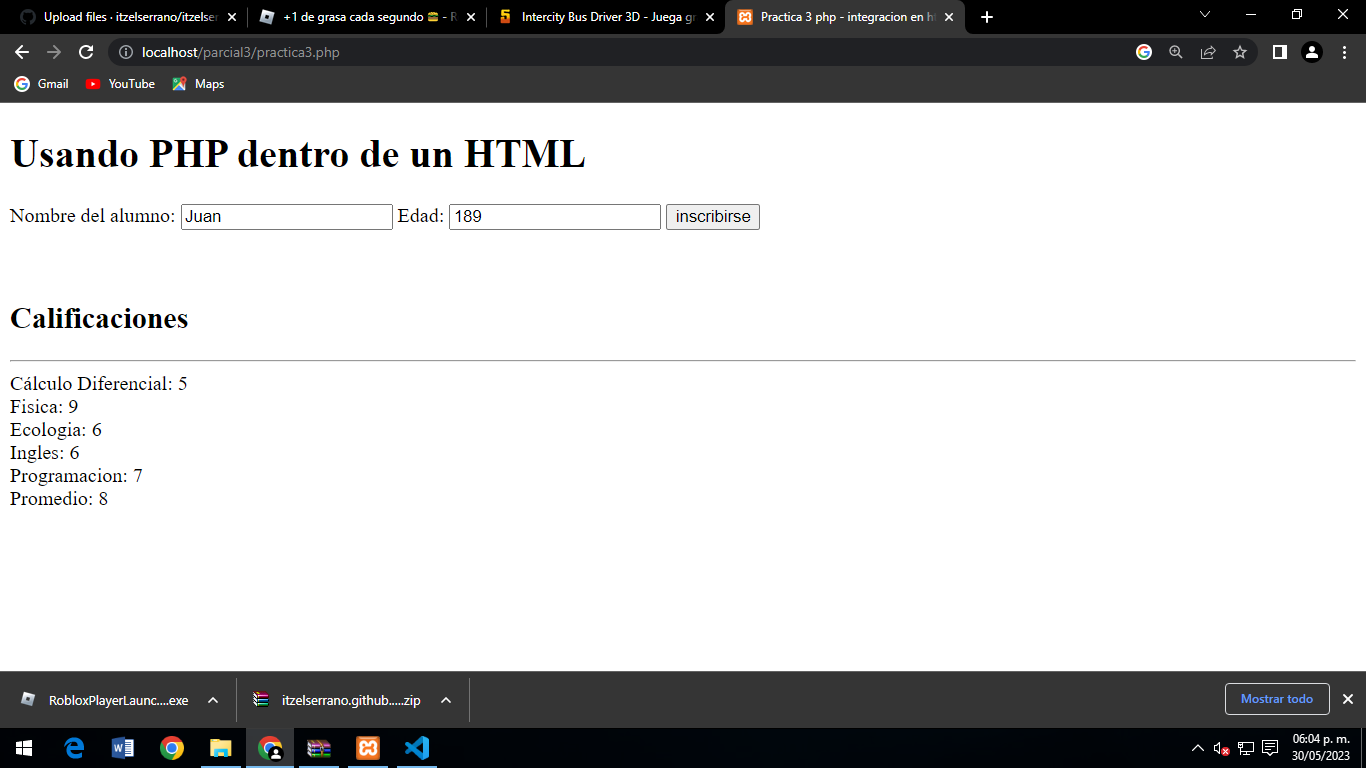 Upload files · itzelserrano/itzelser
+1 de grasa cada segundo 🍔 - R
Intercity Bus Driver 3D - Juega gr
Practica 3 php - integracion en ht
localhost/parcial3/practica3.php
Gmail
YouTube
Maps
Usando PHP dentro de un HTML
Nombre del alumno: Juan Edad: 189 inscribirse
Calificaciones
Cálculo Diferencial: 5
Fisica: 9
Ecologia: 6
Ingles: 6
Programacion: 7
Promedio: 8
RobloxPlayerLaunc....exe
itzelserrano.github.....zip
Mostrar todo
06:04 p. m.
30/05/2023